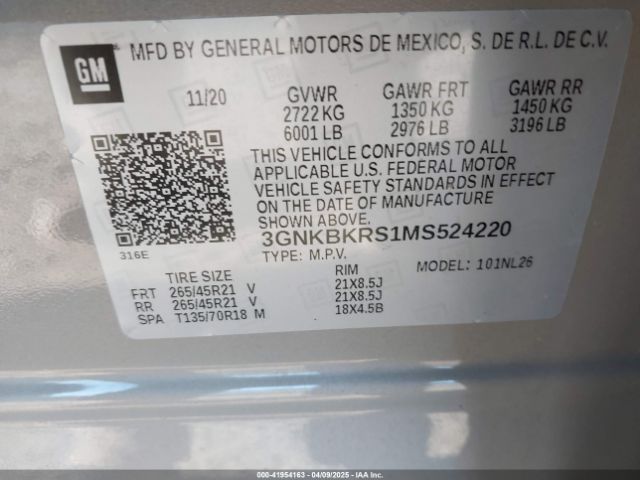 GM
MFD BY GENERAL MOTORS DE MEXICO, S. DE R.L. DE C.V.
11/20 GVWR GAWR FRT GAWR RR
2722 KG 1350 KG 1450 KG
6001 LB 2976 LB 3196 LB
THIS VEHICLE CONFORMS TO ALL
APPLICABLE U.S. FEDERAL MOTOR
VEHICLE SAFETY STANDARDS IN EFFECT
ON THE DATE OF MANUFACTURE
SHOWN ABOVE.
3GNKBKRS1MS524220
316E
TYPE: M.P.V. MODEL: 101NL26
TIRE SIZE RIM
FRT 265/45R21 V 21X8.5J
RR 265/45R21 V 21X8.5J
SPA T135/70R18 M 18X4.5B
000-41954163 - 04/09/2025 - IAA Inc.